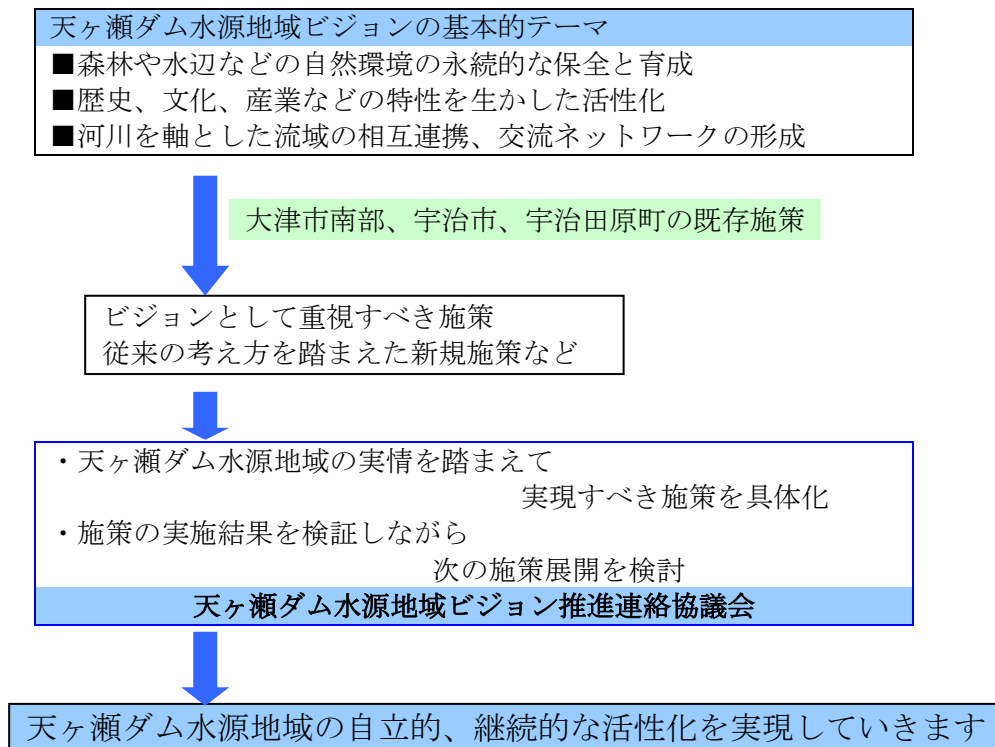 天ヶ瀬ダム水源地域ビジョンの基本的テーマ
■森林や水辺などの自然環境の永続的な保全と育成
■歴史、文化、産業などの特性を生かした活性化
■河川を軸とした流域の相互連携、交流ネットワークの形成
大津市南部、宇治市、宇治田原町の既存施策
ビジョンとして重視すべき施策
従来の考え方を踏まえた新規施策など
・天ヶ瀬ダム水源地域の実情を踏まえて
実現すべき施策を具体化
・施策の実施結果を検証しながら
次の施策展開を検討
天ヶ瀬ダム水源地域ビジョン推進連絡協議会
天ヶ瀬ダム水源地域の自立的、継続的な活性化を実現していきます